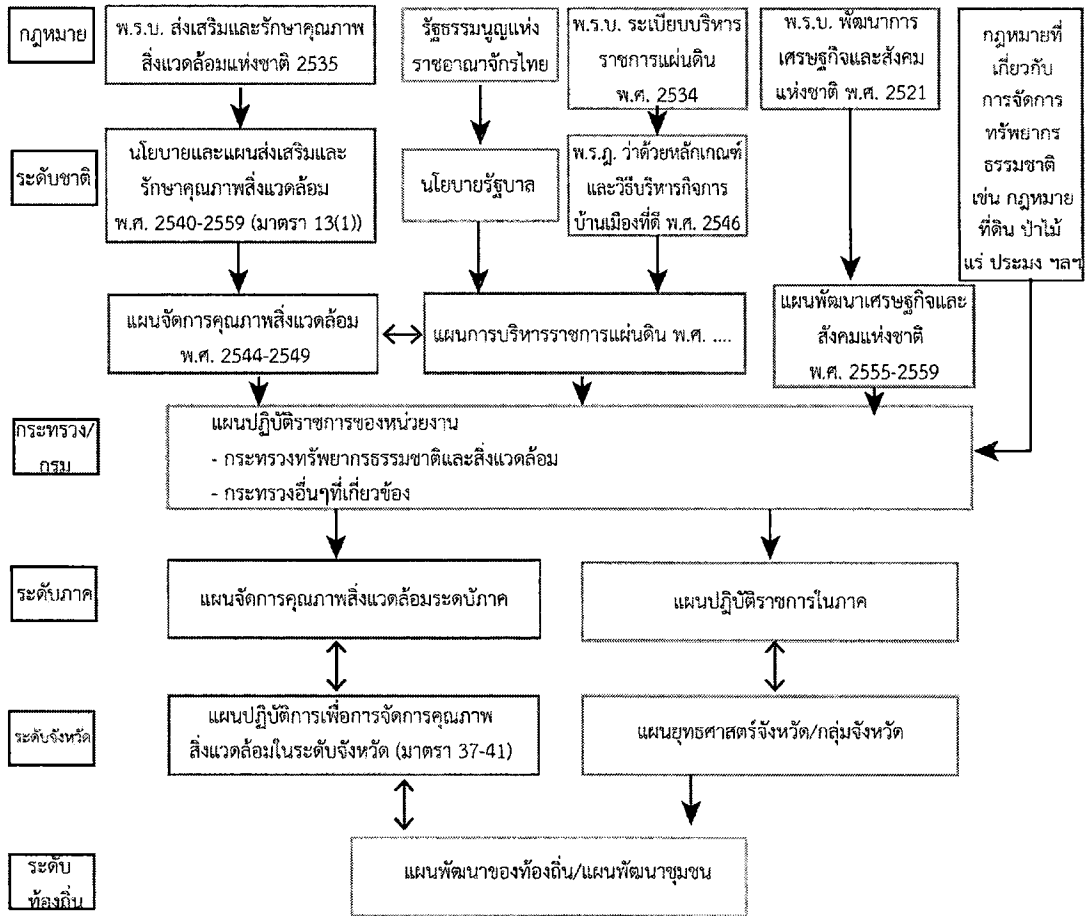 กฎหมาย
พ.ร.บ. ส่งเสริมและรักษาคุณภาพ
สิ่งแวดล้อมแห่งชาติ 2535
รัฐธรรมนูญแห่ง
ราชอาณาจักรไทย
พ.ร.บ. ระเบียบบริหาร
ราชการแผ่นดิน
พ.ศ. 2534
พ.ร.บ. พัฒนาการ
เศรษฐกิจและสังคม
แห่งชาติ พ.ศ. 2521
กฎหมายที่
เกี่ยวกับ
การจัดการ
ทรัพยากร
ธรรมชาติ
เช่น กฎหมาย
ที่ดิน ป่าไม้
แร่ ประมง ฯลฯ
ระดับชาติ
นโยบายและแผนส่งเสริมและ
รักษาคุณภาพสิ่งแวดล้อม
พ.ศ. 2540-2559 (มาตรา 13(1))
นโยบายรัฐบาล
พ.ร.ฎ. ว่าด้วยหลักเกณฑ์
และวิธีบริหารกิจการ
บ้านเมืองที่ดี พ.ศ. 2546
แผนจัดการคุณภาพสิ่งแวดล้อม
พ.ศ. 2544-2549
แผนการบริหารราชการแผ่นดิน พ.ศ. ....
แผนพัฒนาเศรษฐกิจและ
สังคมแห่งชาติ
พ.ศ. 2555-2559
กระทรวง/
กรม
แผนปฏิบัติราชการของหน่วยงาน
- กระทรวงทรัพยากรธรรมชาติและสิ่งแวดล้อม
- กระทรวงอื่นๆที่เกี่ยวข้อง
ระดับภาค
แผนจัดการคุณภาพสิ่งแวดล้อมระดับภาค
แผนปฏิบัติราชการในภาค
ระดับจังหวัด
แผนปฏิบัติการเพื่อการจัดการคุณภาพ
สิ่งแวดล้อมในระดับจังหวัด (มาตรา 37-41)
แผนยุทธศาสตร์จังหวัด/กลุ่มจังหวัด
ระดับ
ท้องถิ่น
แผนพัฒนาของท้องถิ่น/แผนพัฒนาชุมชน